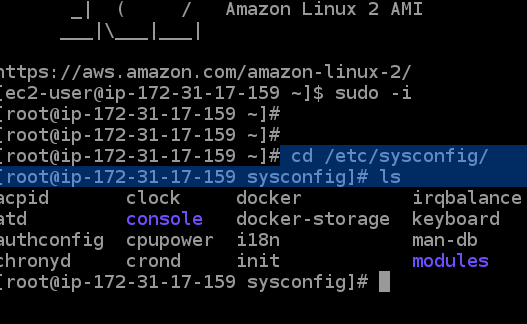 _|  (     /   Amazon Linux 2 AMI
___|\___|___|
https://aws.amazon.com/amazon-linux-2/
[ec2-user@ip-172-31-17-159 ~]$ sudo -i
[root@ip-172-31-17-159 ~]#
[root@ip-172-31-17-159 ~]#
[root@ip-172-31-17-159 ~]# cd /etc/sysconfig/
[root@ip-172-31-17-159 sysconfig]# ls
acpid       clock     docker          irqbalance
atd         console   docker-storage  keyboard
authconfig  cpupower  i18n            man-db
chronyd     crond     init            modules
[root@ip-172-31-17-159 sysconfig]#